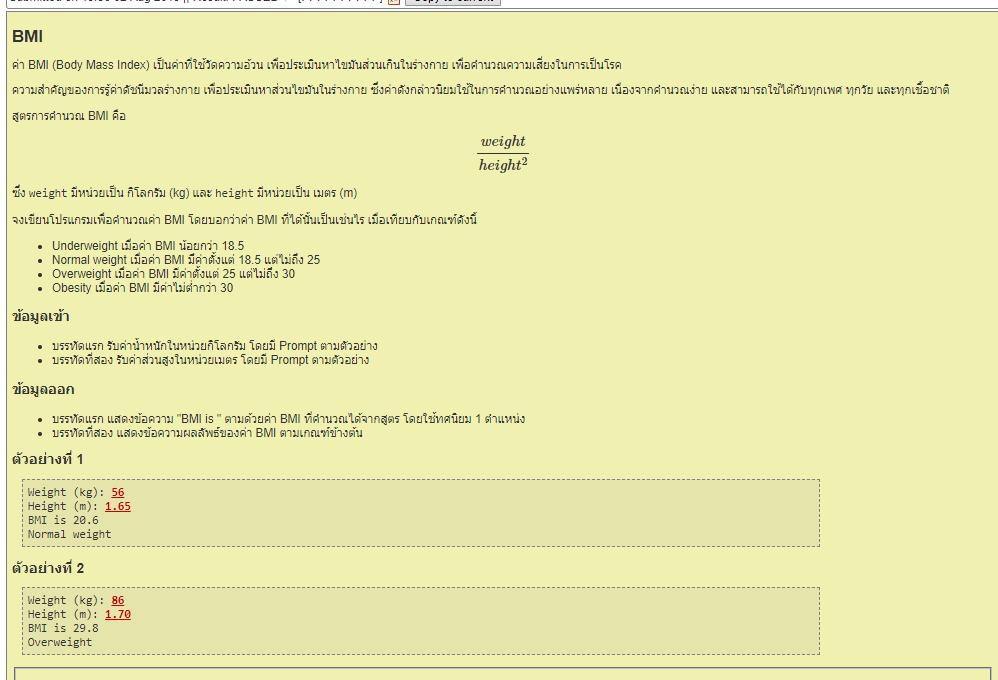 BMI
ค่า BMI (Body Mass Index) เป็นค่าที่ใช้วัดความอ้วน เพื่อประเมินหาไขมันส่วนเกินในร่างกาย เพื่อคำนวณความเสี่ยงในการเป็นโรค
ความสำคัญของการรู้ค่าดัชนีมวลร่างกาย เพื่อประเมินหาส่วนไขมันในร่างกาย ซึ่งค่าดังกล่าวนิยมใช้ในการคำนวณอย่างแพร่หลาย เนื่องจากคำนวณง่าย และสามารถใช้ได้กับทุกเพศ ทุกวัย และทุกเชื้อชาติ
สูตรการคำนวณ BMI คือ
weight
height²
ซึ่ง weight มีหน่วยเป็น กิโลกรัม (kg) และ height มีหน่วยเป็น เมตร (m)
จงเขียนโปรแกรมเพื่อคำนวณค่า BMI โดยบอกว่าค่า BMI ที่ได้นั้นเป็นเช่นไร เมื่อเทียบกับเกณฑ์ดังนี้
Underweight เมื่อค่า BMI น้อยกว่า 18.5
Normal weight เมื่อค่า BMI มีค่าตั้งแต่ 18.5 แต่ไม่ถึง 25
Overweight เมื่อค่า BMI มีค่าตั้งแต่ 25 แต่ไม่ถึง 30
Obesity เมื่อค่า BMI มีค่าไม่ต่ำกว่า 30
ข้อมูลเข้า
บรรทัดแรก รับค่าน้ำหนักในหน่วยกิโลกรัม โดยมี Prompt ตามตัวอย่าง
บรรทัดที่สอง รับค่าส่วนสูงในหน่วยเมตร โดยมี Prompt ตามตัวอย่าง
ข้อมูลออก
บรรทัดแรก แสดงข้อความ "BMI is " ตามด้วยค่า BMI ที่คำนวณได้จากสูตร โดยใช้ทศนิยม 1 ตำแหน่ง
บรรทัดที่สอง แสดงข้อความผลลัพธ์ของค่า BMI ตามเกณฑ์ข้างต้น
ตัวอย่างที่ 1
Weight (kg): 56
Height (m): 1.65
BMI is 20.6
Normal weight
ตัวอย่างที่ 2
Weight (kg): 86
Height (m): 1.70
BMI is 29.8
Overweight